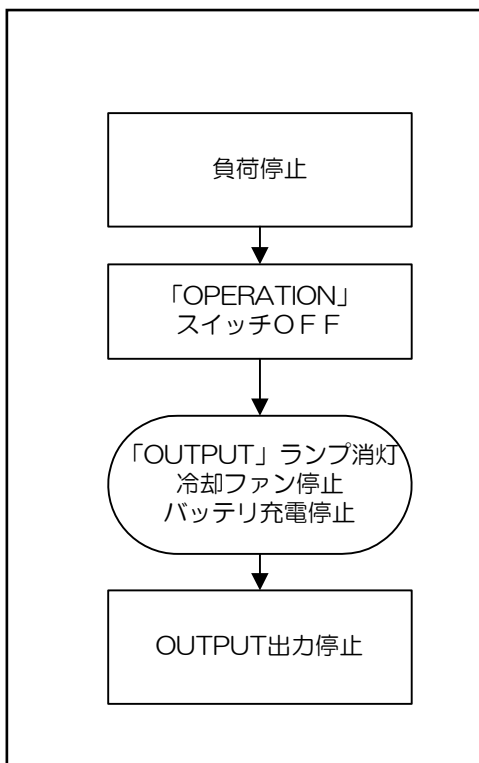 負荷停止
「OPERATION」
スイッチＯＦＦ
「OUTPUT」ランプ消灯
冷却ファン停止
バッテリ充電停止
OUTPUT出力停止